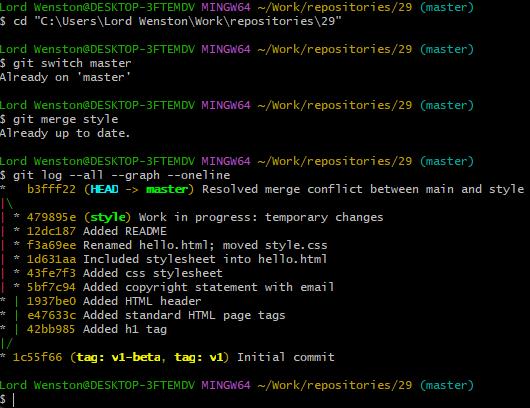 Lord Wenston@DESKTOP-3FTEMDV MINGW64 ~/Work/repositories/29 (master)
$ cd "C:\Users\Lord Wenston\Work\repositories\29"
Lord Wenston@DESKTOP-3FTEMDV MINGW64 ~/Work/repositories/29 (master)
$ git switch master
Already on 'master'
Lord Wenston@DESKTOP-3FTEMDV MINGW64 ~/Work/repositories/29 (master)
$ git merge style
Already up to date.
Lord Wenston@DESKTOP-3FTEMDV MINGW64 ~/Work/repositories/29 (master)
$ git log --all --graph --oneline
*   b3fff22 (HEAD -> master) Resolved merge conflict between main and style
|\
| * 479895e (style) Work in progress: temporary changes
| * 12dc187 Added README
| * f3a69ee Renamed hello.html; moved style.css
| * 1d631aa Included stylesheet into hello.html
| * 43fe7f3 Added css stylesheet
| * 5bf7c94 Added copyright statement with email
* | 1937be0 Added HTML header
* | e47633c Added standard HTML page tags
* | 42bb985 Added h1 tag
|/
* 1c55f66 (tag: v1-beta, tag: v1) Initial commit
Lord Wenston@DESKTOP-3FTEMDV MINGW64 ~/Work/repositories/29 (master)
$